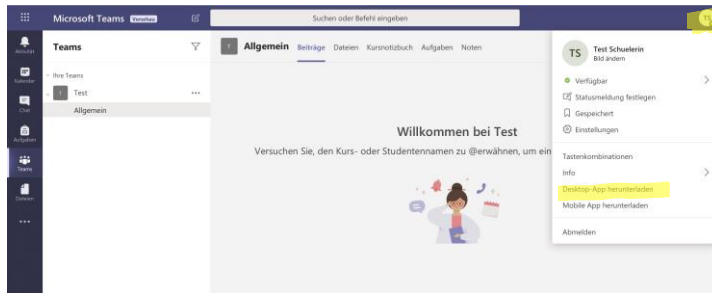 Microsoft Teams Vorschau
Suchen oder Befehl eingeben
TS
Aktivität
Kalender
Chat
Aufgaben
Teams
Dateien
Teams
Ihre Teams
T Test
Allgemein
T Allgemein Beiträge Dateien Kursnotizbuch Aufgaben Noten
Willkommen bei Test
Versuchen Sie, den Kurs- oder Studentennamen zu @erwähnen, um ein
TS Test Schuelerin
Bild ändern
Verfügbar
Statusmeldung festlegen
Gespeichert
Einstellungen
Tastenkombinationen
Info
Desktop-App herunterladen
Mobile App herunterladen
Abmelden